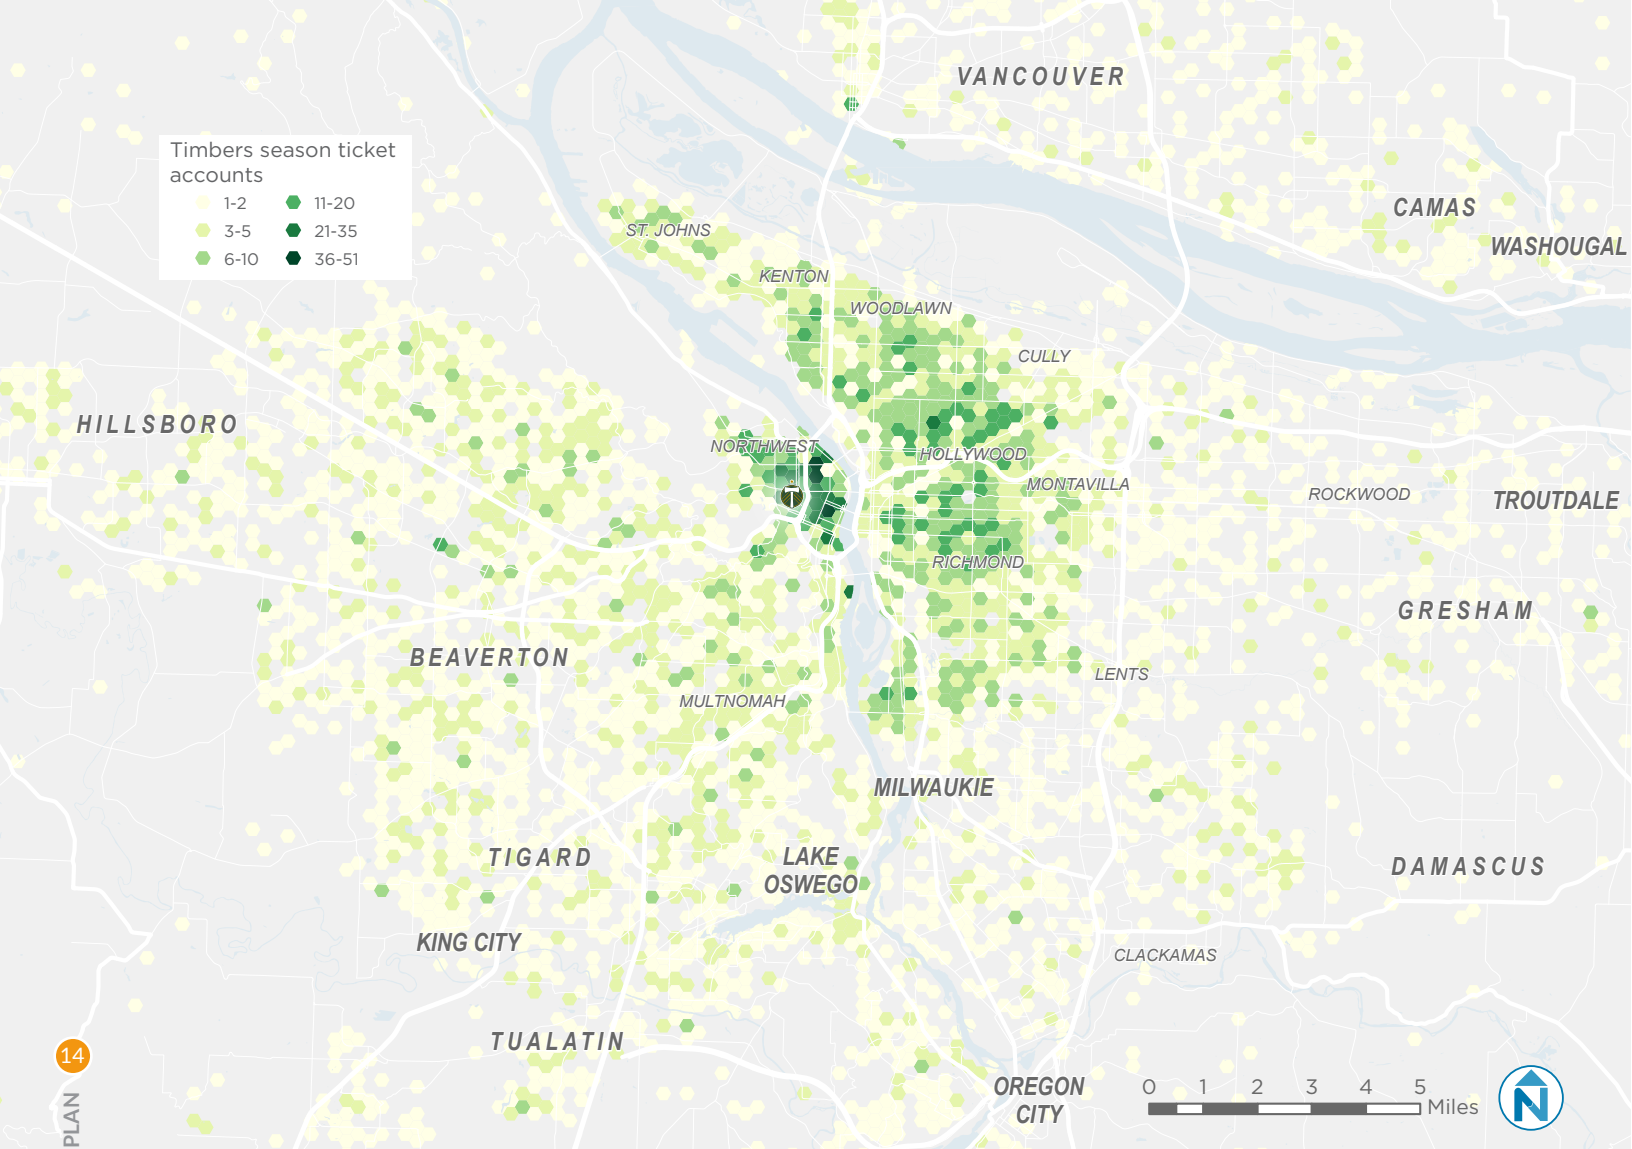 VANCOUVER
Timbers season ticket
accounts
1-2
11-20
3-5
21-35
6-10
36-51
CAMAS
WASHOUGAL
ST. JOHNS
KENTON
WOODLAWN
CULLY
HILLSBORO
NORTHWEST
HOLLYWOOD
MONTAVILLA
ROCKWOOD
TROUTDALE
RICHMOND
GRESHAM
BEAVERTON
LENTS
MULTNOMAH
MILWAUKIE
TIGARD
LAKE
OSWEGO
DAMASCUS
KING CITY
CLACKAMAS
TUALATIN
14
OREGON
CITY
0 1 2 3 4 5
Miles
N
PLAN